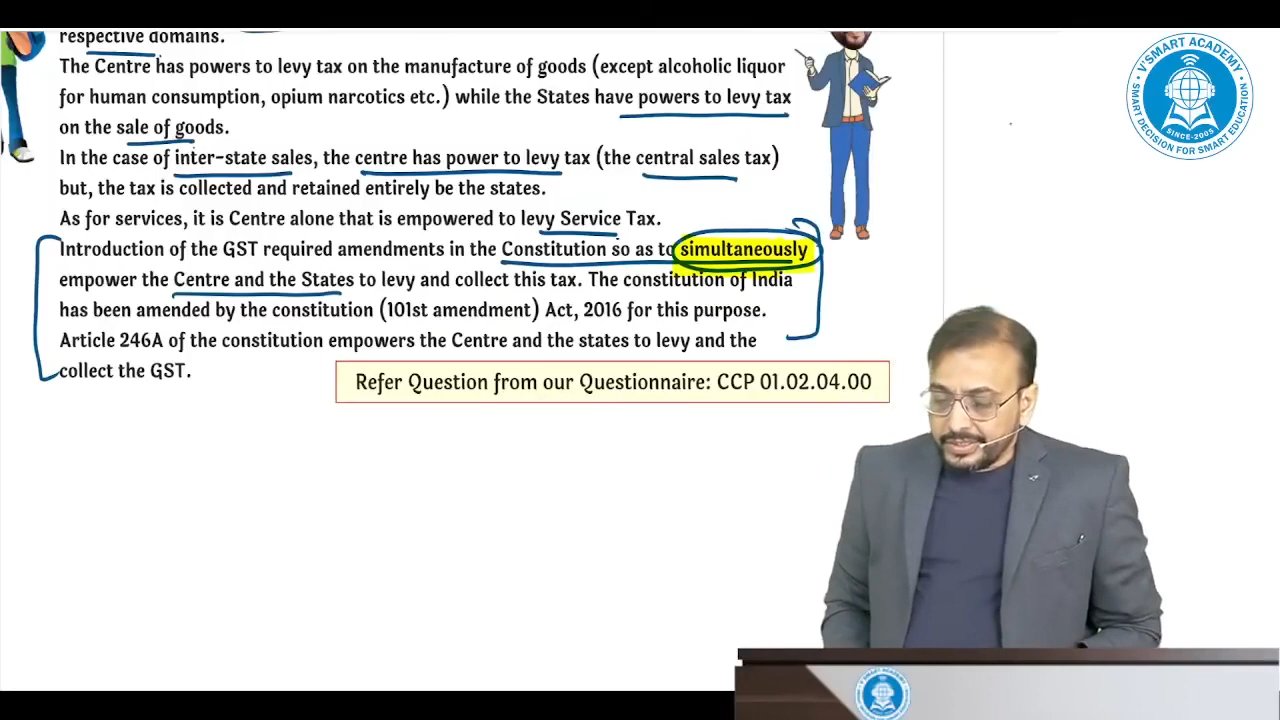 respective domains.
The Centre has powers to levy tax on the manufacture of goods (except alcoholic liquor
for human consumption, opium narcotics etc.) while the States have powers to levy tax
on the sale of goods.
In the case of inter-state sales, the centre has power to levy tax (the central sales tax)
but, the tax is collected and retained entirely be the states.
As for services, it is Centre alone that is empowered to levy Service Tax.
Introduction of the GST required amendments in the Constitution so as to simultaneously
empower the Centre and the States to levy and collect this tax. The constitution of India
has been amended by the constitution (101st amendment) Act, 2016 for this purpose.
Article 246A of the constitution empowers the Centre and the states to levy and the
collect the GST.
Refer Question from our Questionnaire: CCP 01.02.04.00
V'SMART ACADEMY
SMART DECISION FOR SMART EDUCATION
SINCE-2005